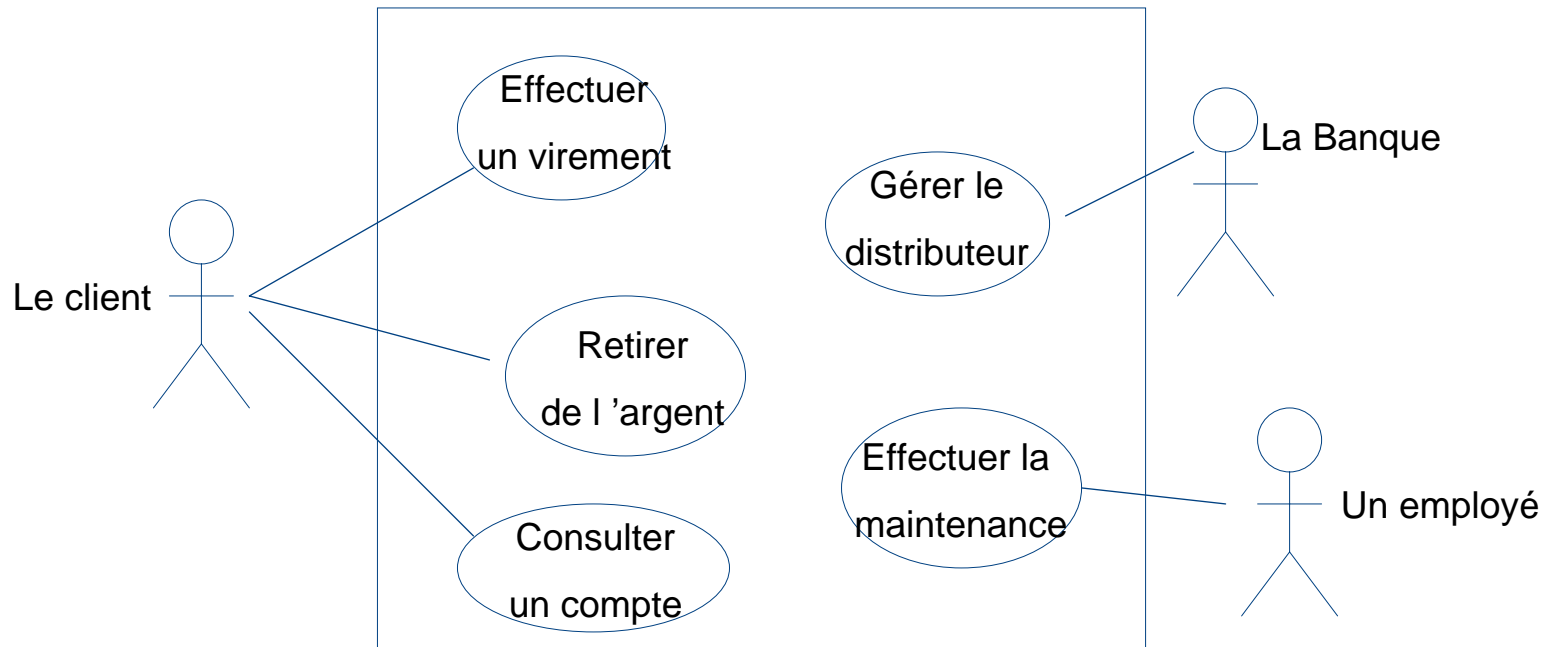 Effectuer
un virement
La Banque
Gérer le
distributeur
Le client
Retirer
de l ’argent
Effectuer la
maintenance
Un employé
Consulter
un compte